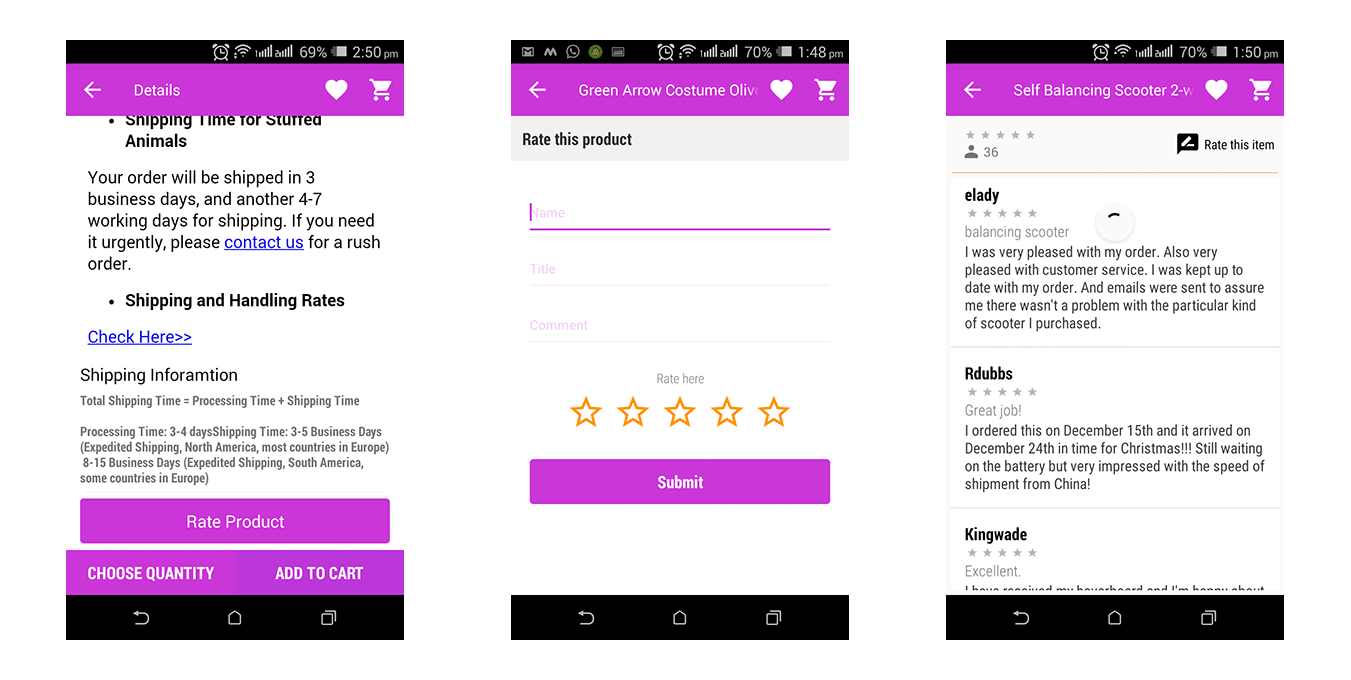 69% 2:50 pm
Details
• Shipping Time for Stuffed
Animals
Your order will be shipped in 3
business days, and another 4-7
working days for shipping. If you need
it urgently, please contact us for a rush
order.
• Shipping and Handling Rates
Check Here>>
Shipping Inforamtion
Total Shipping Time = Processing Time + Shipping Time
Processing Time: 3-4 daysShipping Time: 3-5 Business Days
(Expedited Shipping, North America, most countries in Europe)
8-15 Business Days (Expedited Shipping, South America,
some countries in Europe)
Rate Product
CHOOSE QUANTITY ADD TO CART
70% 1:48 pm
Green Arrow Costume Oliv
Rate this product
Name
Title
Comment
Rate here
Submit
70% 1:50 pm
Self Balancing Scooter 2-w
36
Rate this item
elady
balancing scooter
I was very pleased with my order. Also very
pleased with customer service. I was kept up to
date with my order. And emails were sent to assure
me there wasn't a problem with the particular kind
of scooter I purchased.
Rdubbs
Great job!
I ordered this on December 15th and it arrived on
December 24th in time for Christmas!!! Still waiting
on the battery but very impressed with the speed of
shipment from China!
Kingwade
Excellent.
I have received my hoverboard and I'm happy about